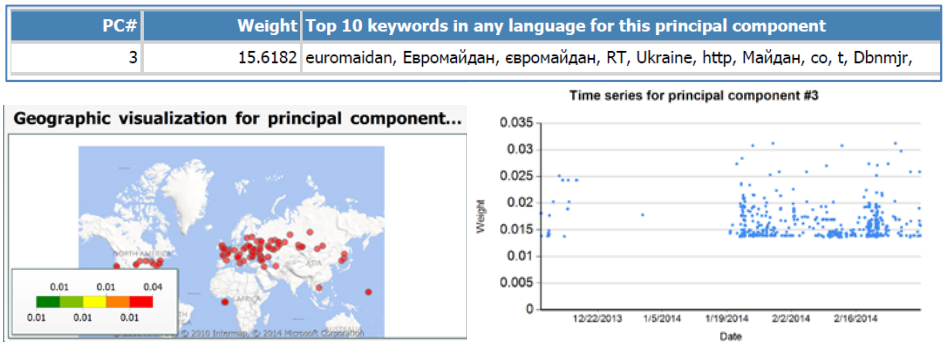 PC# Weight Top 10 keywords in any language for this principal component
3 15.6182 euromaidan, Евромайдан, євромайдан, RT, Ukraine, http, Майдан, co, t, Dbnmjr,
Geographic visualization for principal component...
NORTH AMERICA
ASIA
AFRICA
AUSTRALIA
0.01 0.01 0.04
0.01 0.01 0.01
© 2010 Intermap, © 2014 Microsoft Corporation
Time series for principal component #3
0.035
0.03
0.025
0.02
0.015
0.01
0.005
0
Weight
12/22/2013 1/5/2014 1/19/2014 2/2/2014 2/16/2014
Date